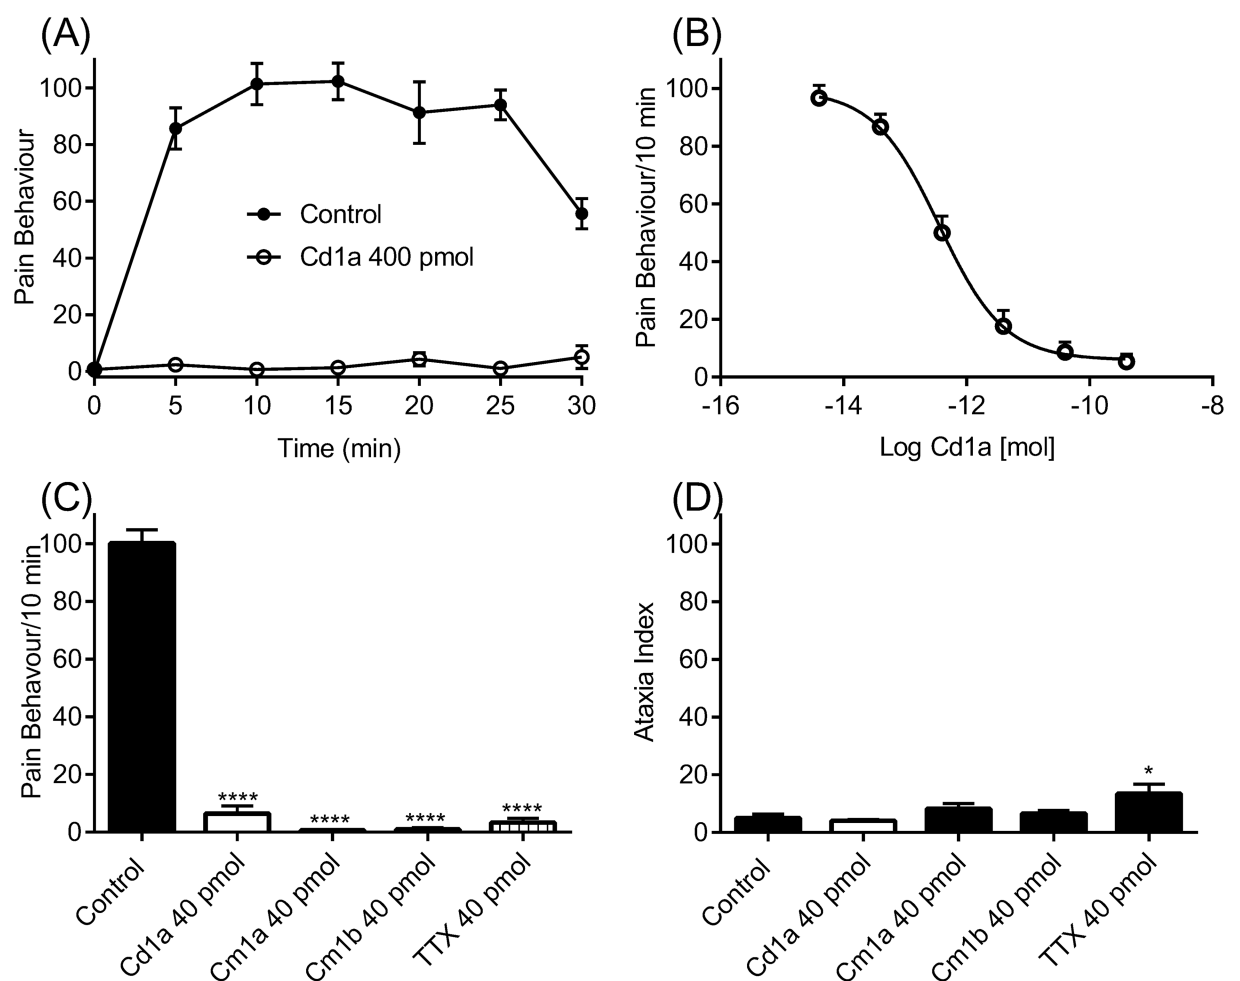 (A)
Pain Behaviour
100
80
60
40
20
0
Control
Cd1a 400 pmol
0 5 10 15 20 25 30
Time (min)
(B)
Pain Behaviour/10 min
100
80
60
40
20
0
-16 -14 -12 -10 -8
Log Cd1a [mol]
(C)
Pain Behavour/10 min
100
80
60
40
20
0
**** **** **** ****
Control
Cd1a 40 pmol
Cm1a 40 pmol
Cm1b 40 pmol
TTX 40 pmol
(D)
Ataxia Index
100
80
60
40
20
0
*
Control
Cd1a 40 pmol
Cm1a 40 pmol
Cm1b 40 pmol
TTX 40 pmol